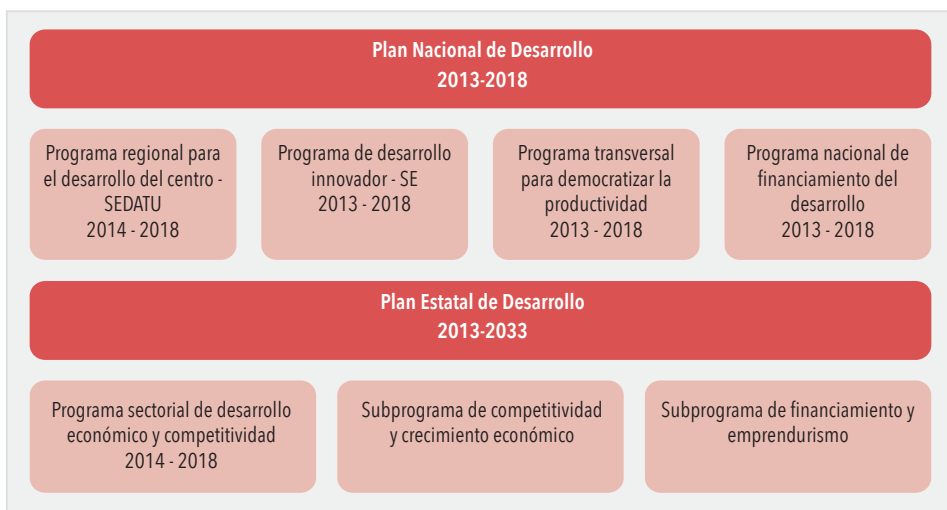 Plan Nacional de Desarrollo
2013-2018
Programa regional para
el desarrollo del centro -
SEDATU
2014 - 2018
Programa de desarrollo
innovador - SE
2013 - 2018
Programa transversal
para democratizar la
productividad
2013 - 2018
Programa nacional de
financiamiento del
desarrollo
2013 - 2018
Plan Estatal de Desarrollo
2013-2033
Programa sectorial de desarrollo
económico y competitividad
2014 - 2018
Subprograma de competitividad
y crecimiento económico
Subprograma de financiamiento y
emprendurismo